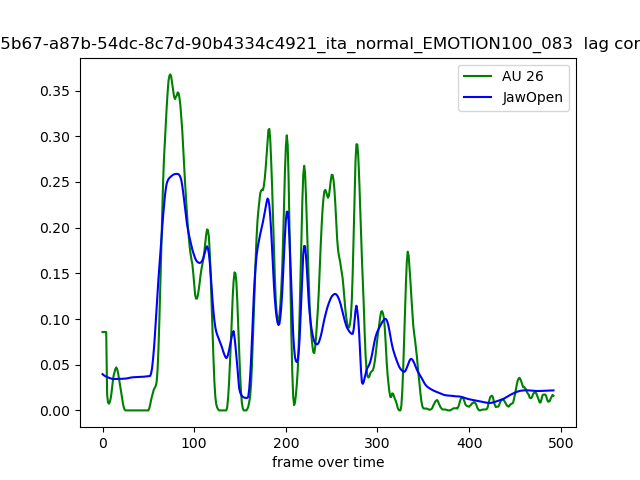 5b67-a87b-54dc-8c7d-90b4334c4921_ita_normal_EMOTION100_083 lag cor
AU 26
JawOpen
0.35
0.30
0.25
0.20
0.15
0.10
0.05
0.00
0 100 200 300 400 500
frame over time